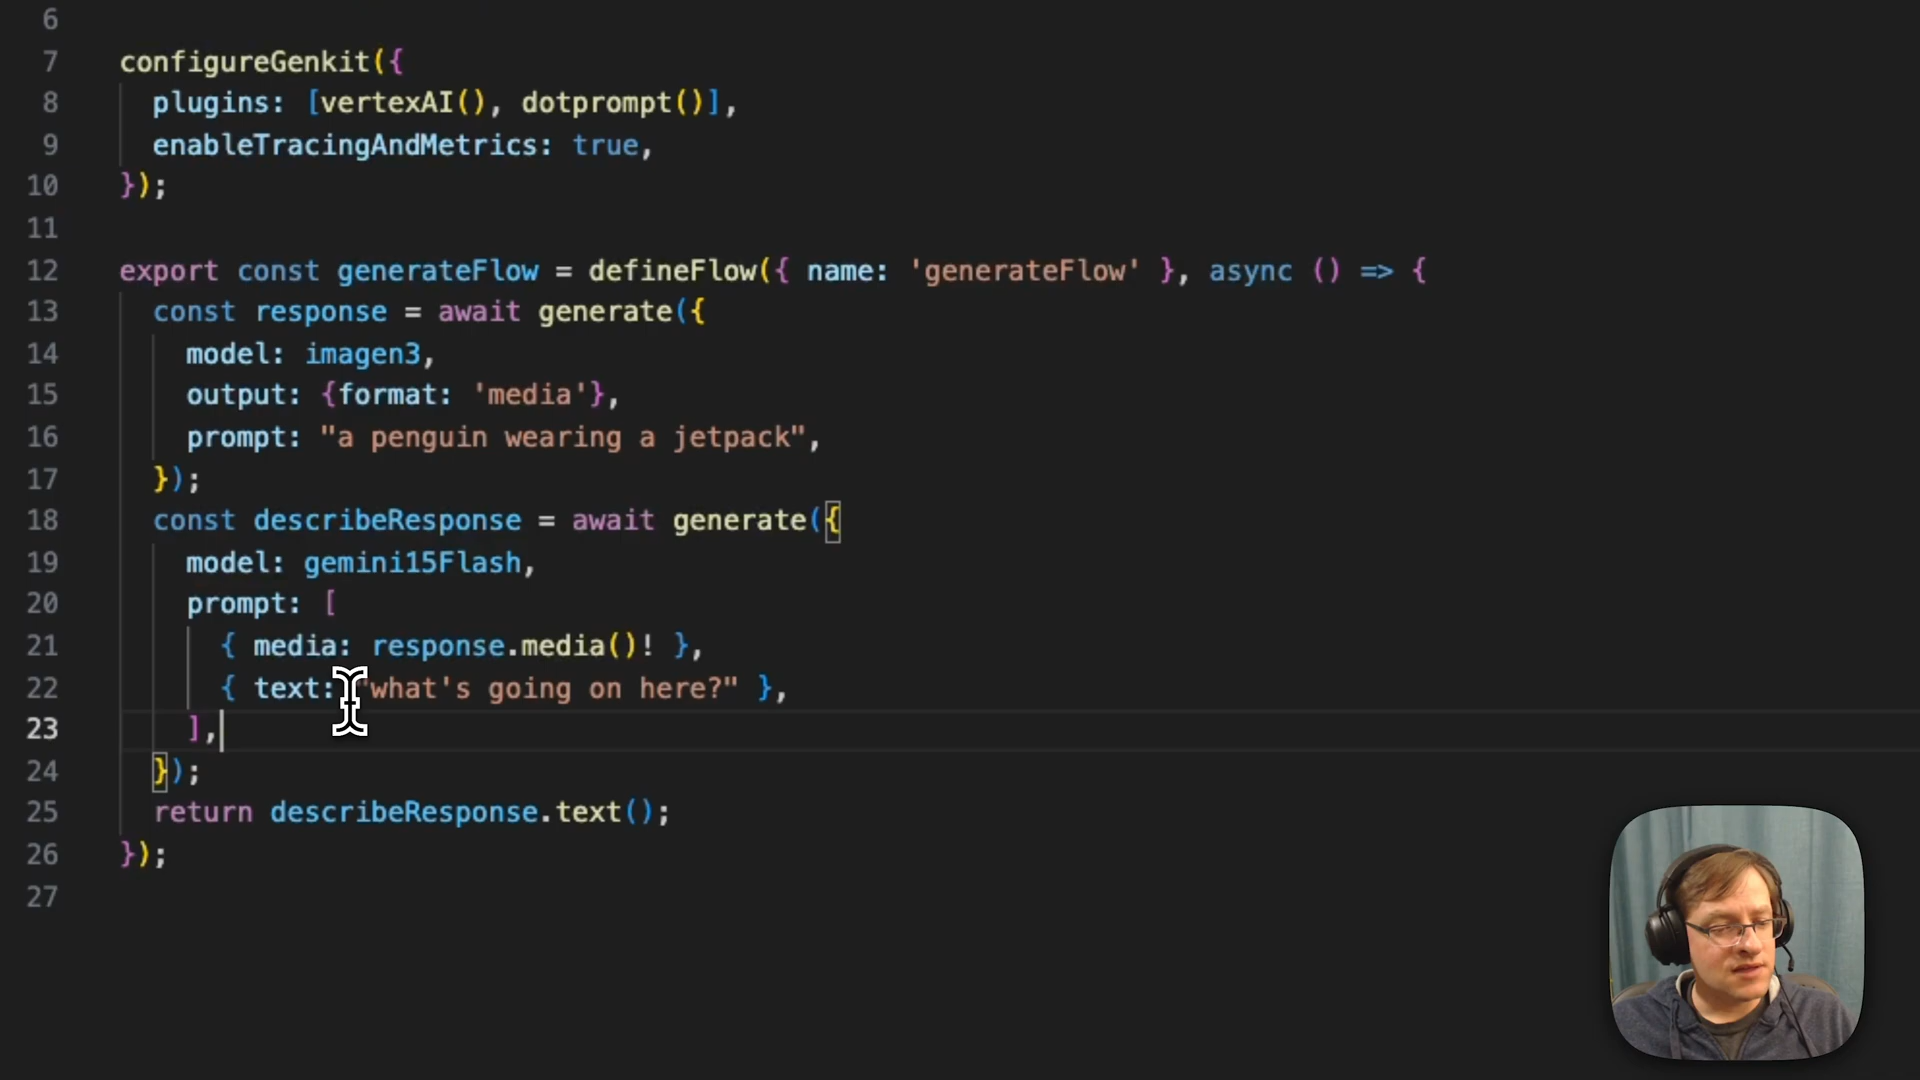 6
7 configureGenkit({
8 plugins: [vertexAI(), dotprompt()],
9 enableTracingAndMetrics: true,
10 });
11
12 export const generateFlow = defineFlow({ name: 'generateFlow' }, async () => {
13 const response = await generate({
14 model: imagen3,
15 output: {format: 'media'},
16 prompt: "a penguin wearing a jetpack",
17 });
18 const describeResponse = await generate({
19 model: gemini15Flash,
20 prompt: [
21 { media: response.media()! },
22 { text: "what's going on here?" },
23 ],
24 });
25 return describeResponse.text();
26 });
27